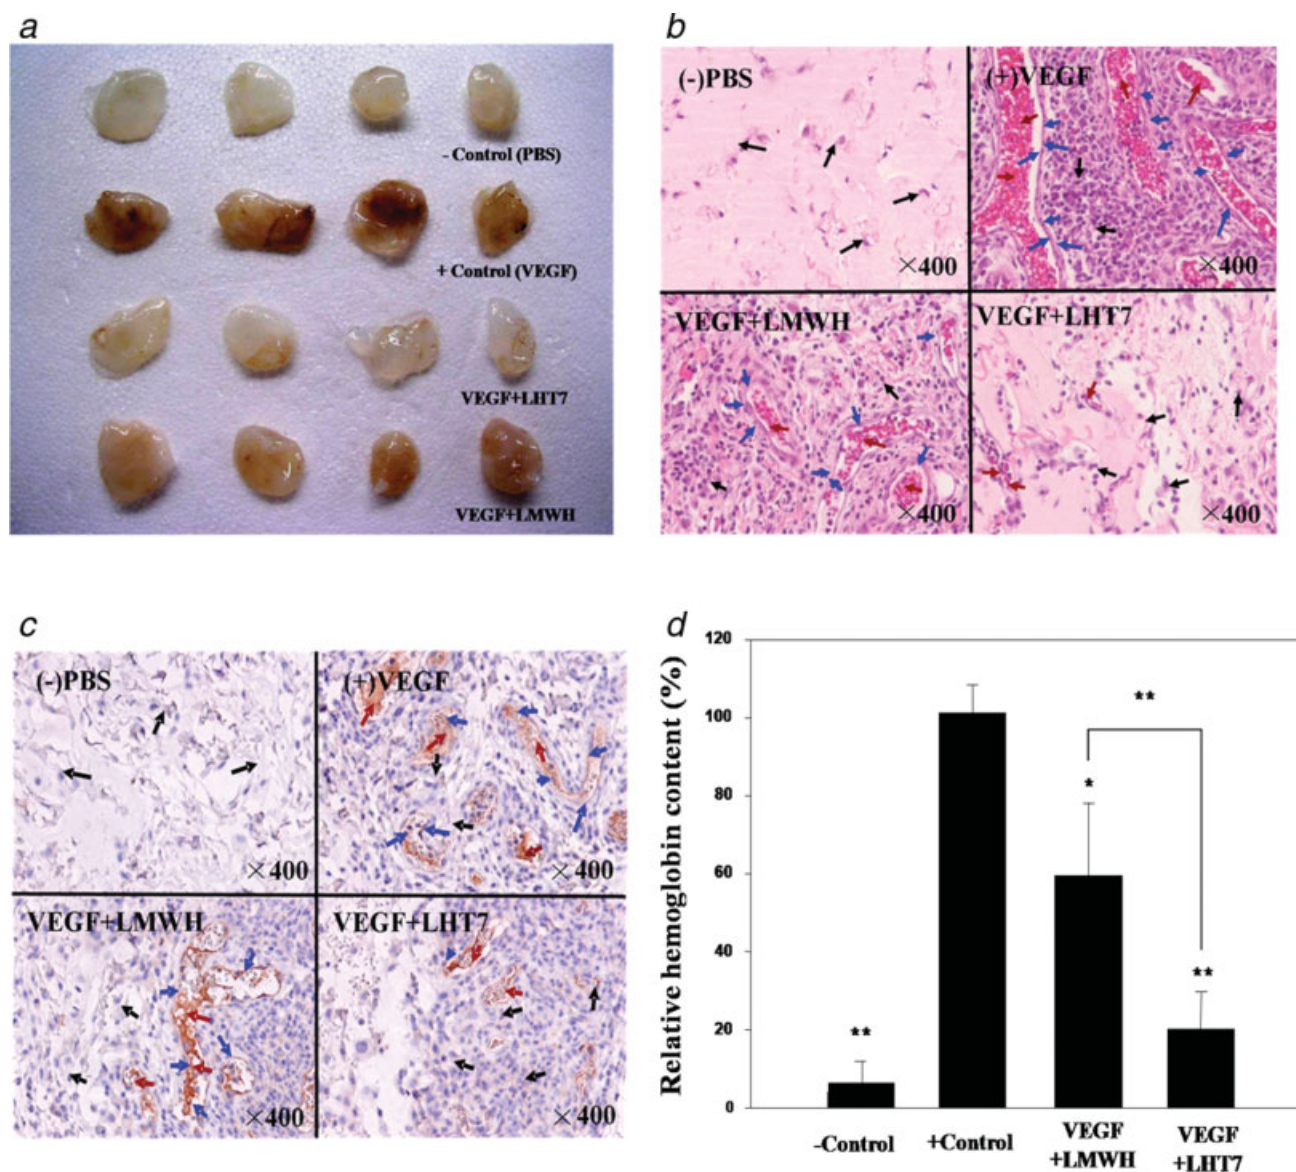 a
- Control (PBS)
+ Control (VEGF)
VEGF+LHT7
VEGF+LMWH
b
(-)PBS
(+)VEGF
×400
×400
VEGF+LMWH
VEGF+LHT7
×400
×400
c
(-)PBS
(+)VEGF
×400
×400
VEGF+LMWH
VEGF+LHT7
×400
×400
d
Relative hemoglobin content (%)
120
100
80
60
40
20
0
**
*
**
**
-Control
+Control
VEGF
+LMWH
VEGF
+LHT7